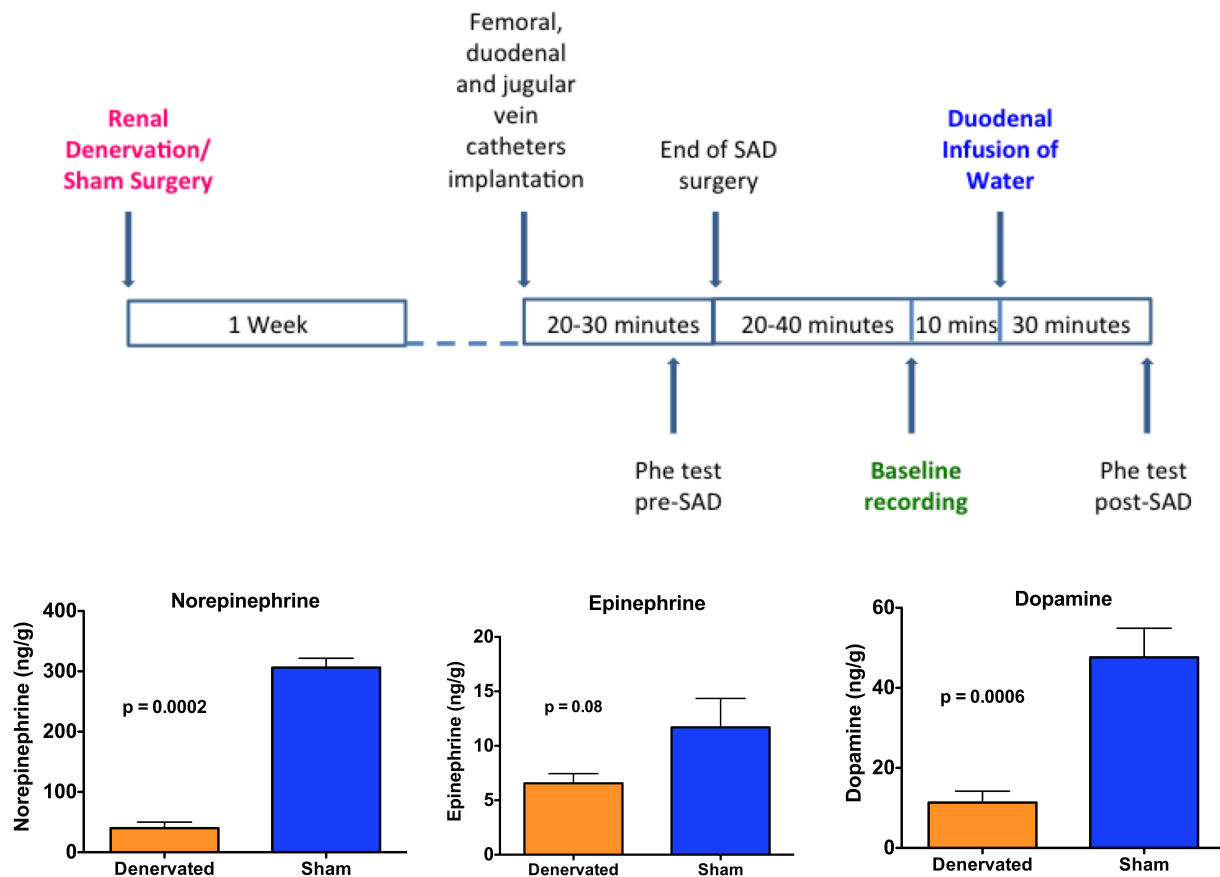 Renal
Denervation/
Sham Surgery
Femoral,
duodenal
and jugular
vein
catheters
implantation
End of SAD
surgery
Duodenal
Infusion of
Water
1 Week
20-30 minutes
20-40 minutes
10 mins
30 minutes
Phe test
pre-SAD
Baseline
recording
Phe test
post-SAD
Norepinephrine
Norepinephrine (ng/g)
400
300
200
100
0
p = 0.0002
Denervated
Sham
Epinephrine
Epinephrine (ng/g)
20
15
10
5
0
p = 0.08
Denervated
Sham
Dopamine
Dopamine (ng/g)
60
40
20
0
p = 0.0006
Denervated
Sham